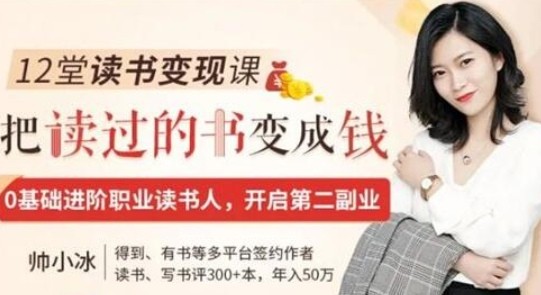 12堂读书变现课
把读过的书变成钱
0基础进阶职业读书人，开启第二副业
帅小冰
得到、有书等多平台签约作者
读书、写书评300+本，年入50万